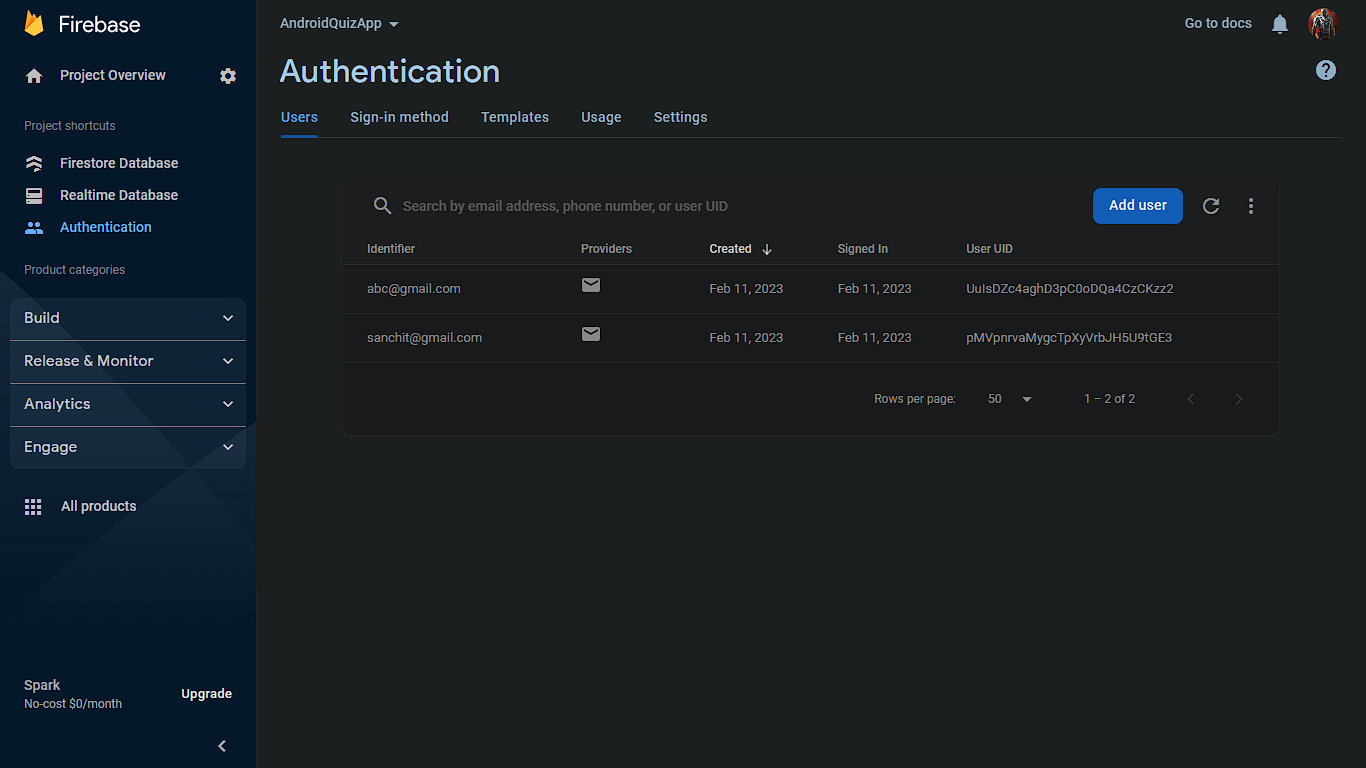 Firebase
Project Overview
Project shortcuts
Firestore Database
Realtime Database
Authentication
Product categories
Build
Release & Monitor
Analytics
Engage
All products
Spark
No-cost $0/month
Upgrade
AndroidQuizApp
Go to docs
Authentication
Users Sign-in method Templates Usage Settings
Search by email address, phone number, or user UID
Add user
Identifier Providers Created Signed In User UID
abc@gmail.com Feb 11, 2023 Feb 11, 2023 UuIsDZc4aghD3pC0oDQa4CzCKzz2
sanchit@gmail.com Feb 11, 2023 Feb 11, 2023 pMVpnrvaMygcTpXyVrbJH5U9tGE3
Rows per page: 50 1 – 2 of 2